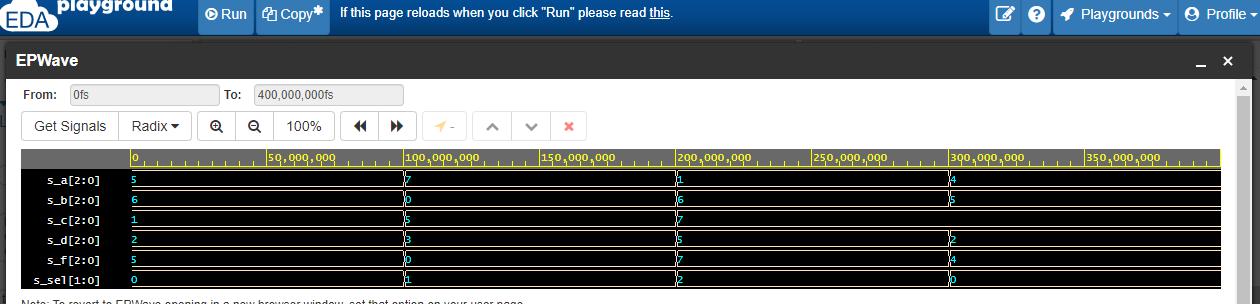 playground
EDA
Run Copy✱ If this page reloads when you click "Run" please read this. ? Playgrounds Profile
EPWave
From: 0fs To: 400,000,000fs
Get Signals Radix 100% -
0 50,000,000 100,000,000 150,000,000 200,000,000 250,000,000 300,000,000 350,000,000
s_a[2:0] 5 7 1 4
s_b[2:0] 6 0 6 5
s_c[2:0] 1 5 7
s_d[2:0] 2 3 5 2
s_f[2:0] 5 0 7 4
s_sel[1:0] 0 1 2 0
Note: To revert to EPWave opening in a new browser window, set that option on your user page.